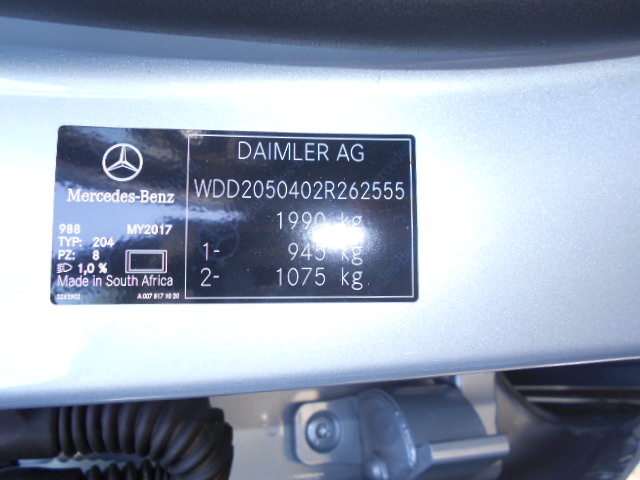 Mercedes-Benz
988 MY2017
TYP: 204
PZ: 8
1,0 %
Made in South Africa
A 007 817 10 20
DAIMLER AG
WDD2050402R262555
1990 kg
1- 945 kg
2- 1075 kg